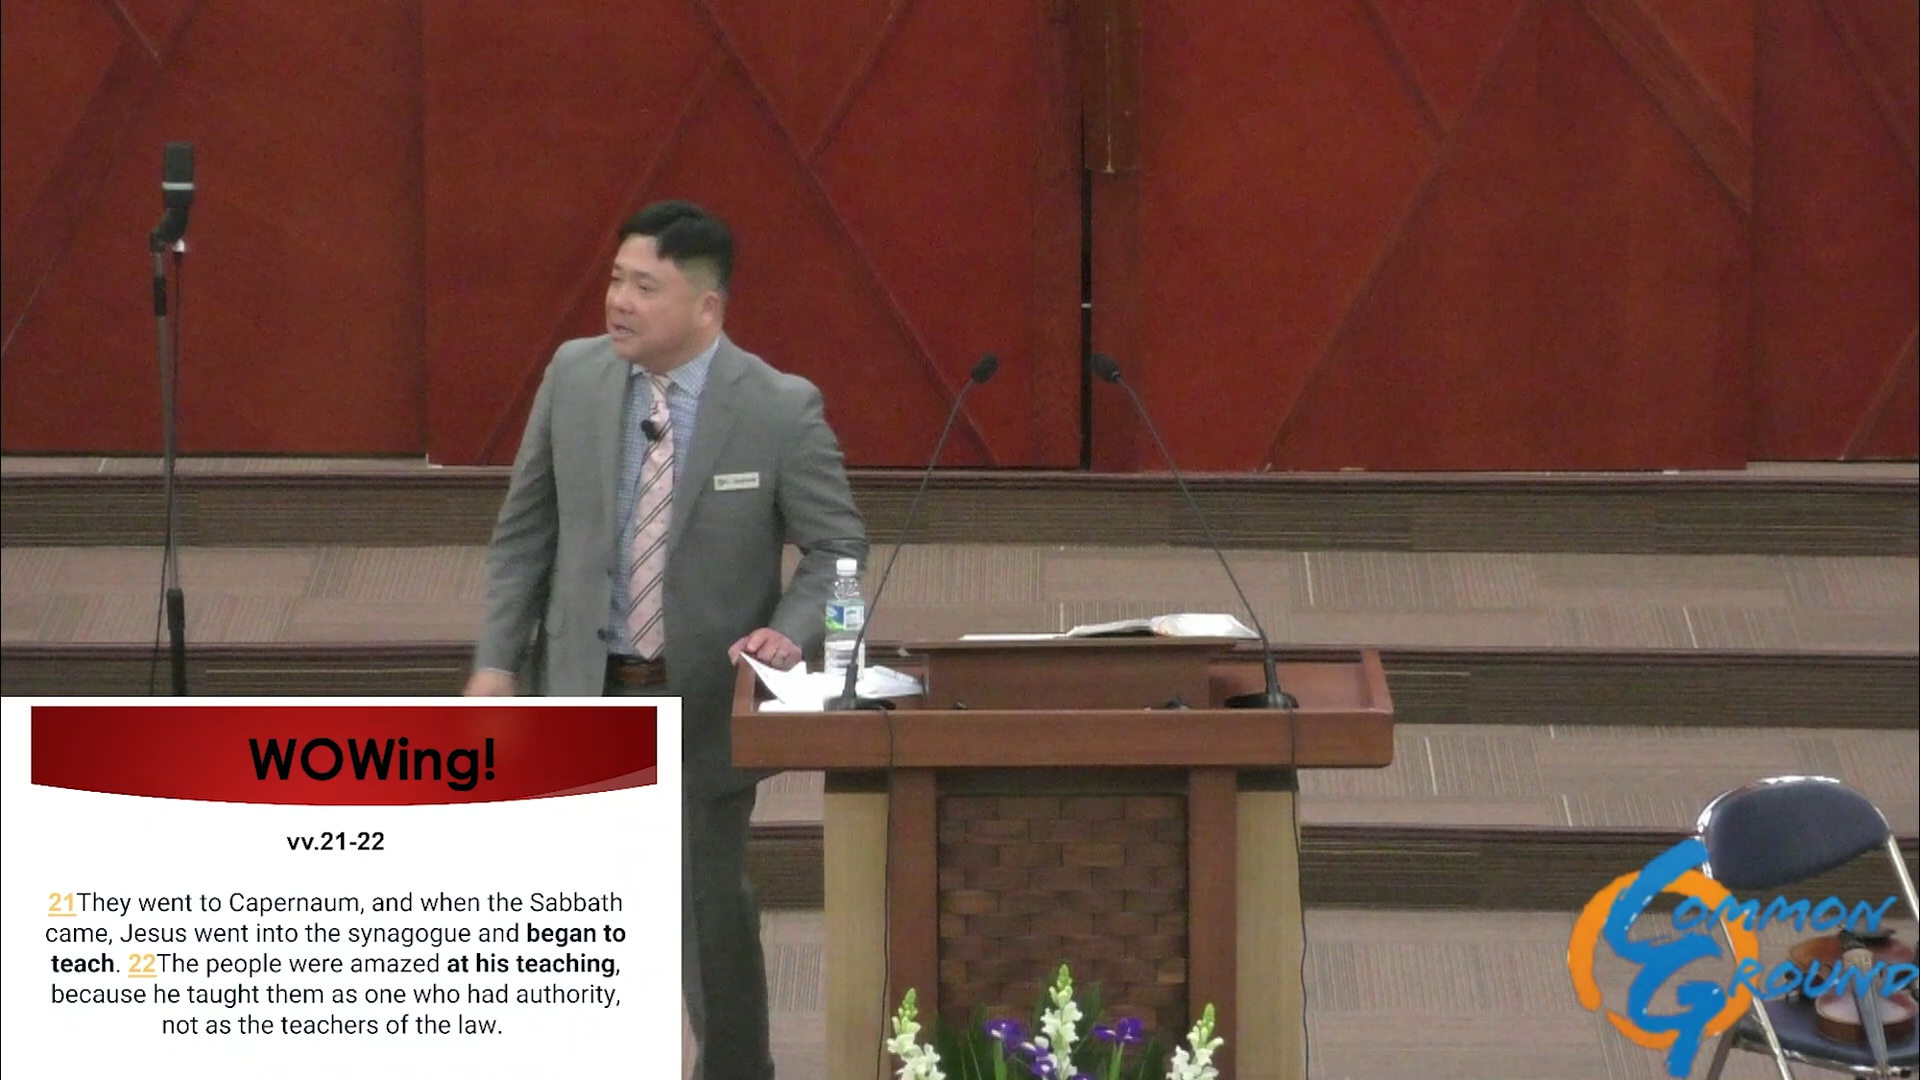 WOWing!
vv.21-22
21They went to Capernaum, and when the Sabbath
came, Jesus went into the synagogue and began to
teach. 22The people were amazed at his teaching,
because he taught them as one who had authority,
not as the teachers of the law.
COMMON
GROUND